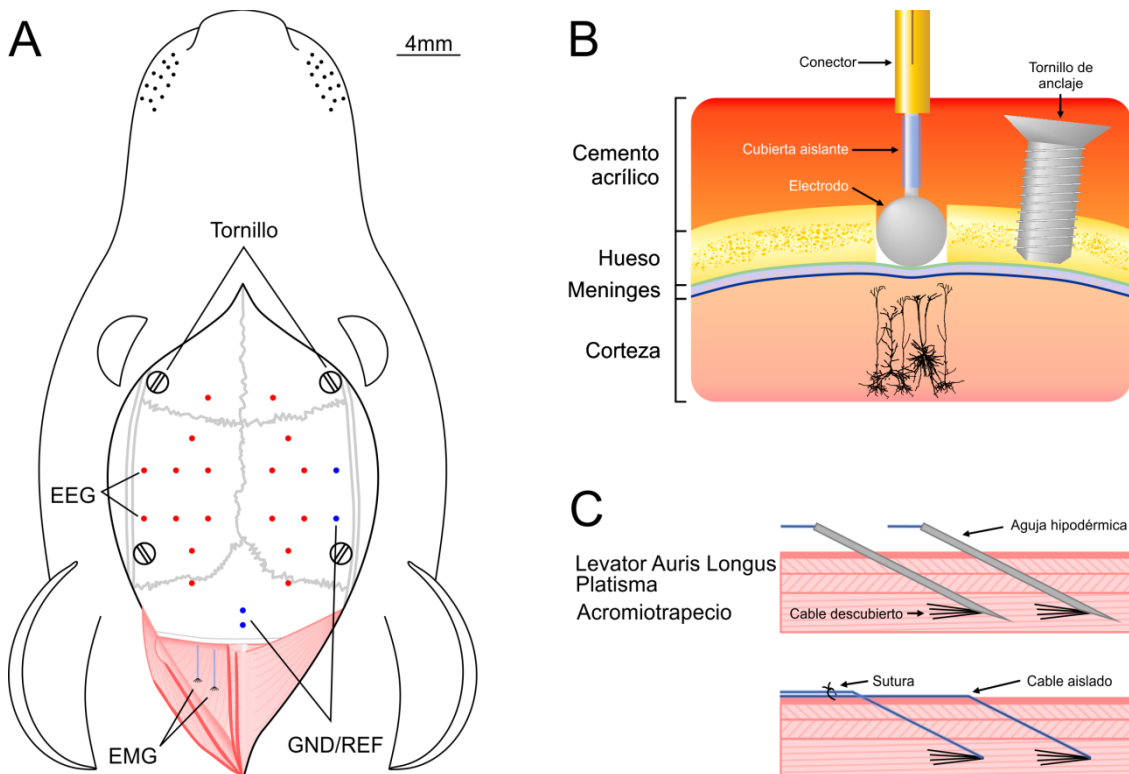 A
4mm
Tornillo
EEG
EMG
GND/REF
B
Conector
Tornillo de
anclaje
Cemento
acrílico
Cubierta aislante
Electrodo
Hueso
Meninges
Corteza
C
Aguja hipodérmica
Levator Auris Longus
Platisma
Acromiotrapecio
Cable descubierto
Sutura
Cable aislado